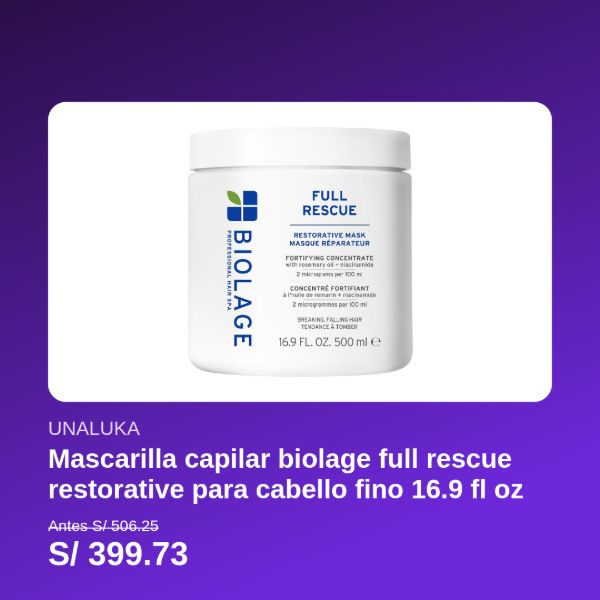 BIOLAGE
PROFESSIONAL HAIR SPA
FULL
RESCUE
RESTORATIVE MASK
MASQUE RÉPARATEUR
FORTIFYING CONCENTRATE
with rosemary oil + niacinamide
2 micrograms per 100 ml
CONCENTRÉ FORTIFIANT
à l'huile de romarin + niacinamide
2 microgrammes par 100 ml
BREAKING, FALLING HAIR
TENDANCE À TOMBER
16.9 FL. OZ. 500 ml ℮
UNALUKA
Mascarilla capilar biolage full rescue
restorative para cabello fino 16.9 fl oz
Antes S/ 506.25
S/ 399.73